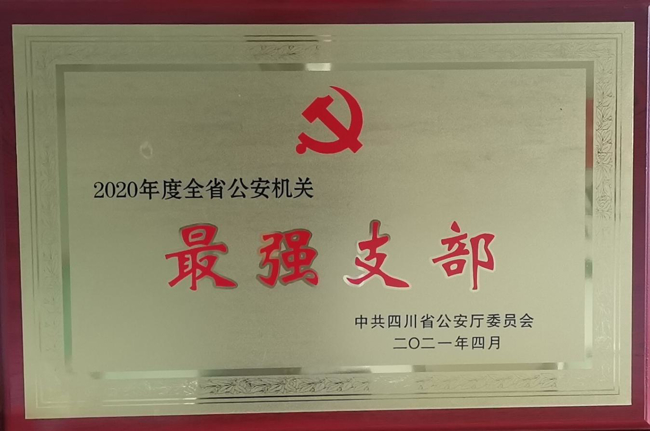 2020年度全省公安机关
最强支部
中共四川省公安厅委员会
二〇二一年四月